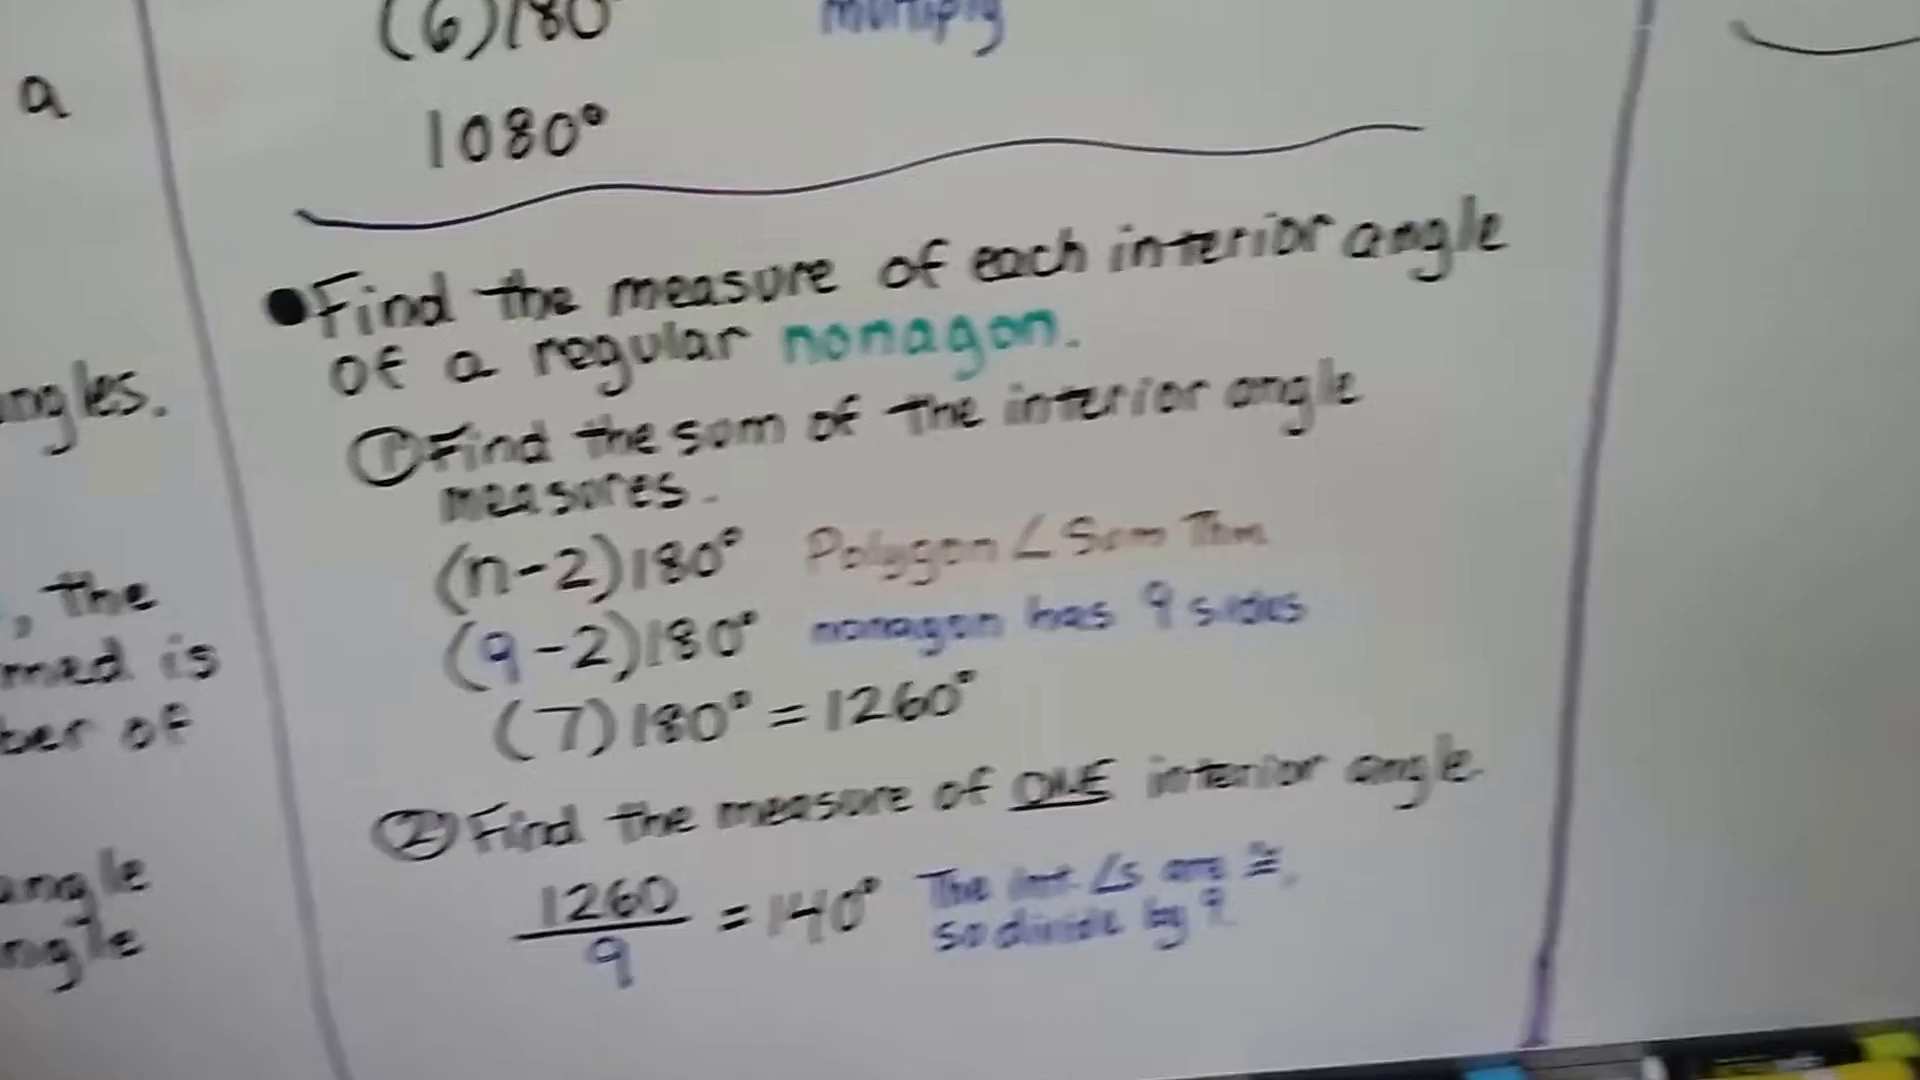 (6)180°
Multiply
1080°
a
angles.
, the
rmed is
ber of
angle
angle
●Find the measure of each interior angle
of a regular nonagon.
①Find the sum of the interior angle
measures.
(n-2)180° Polygon ∠ Sum Thm
(9-2)180° nonagon has 9 sides
(7)180° = 1260°
②Find the measure of ONE interior angle
1260
9
= 140°
The int. ∠s are ≅,
so divide by 9.